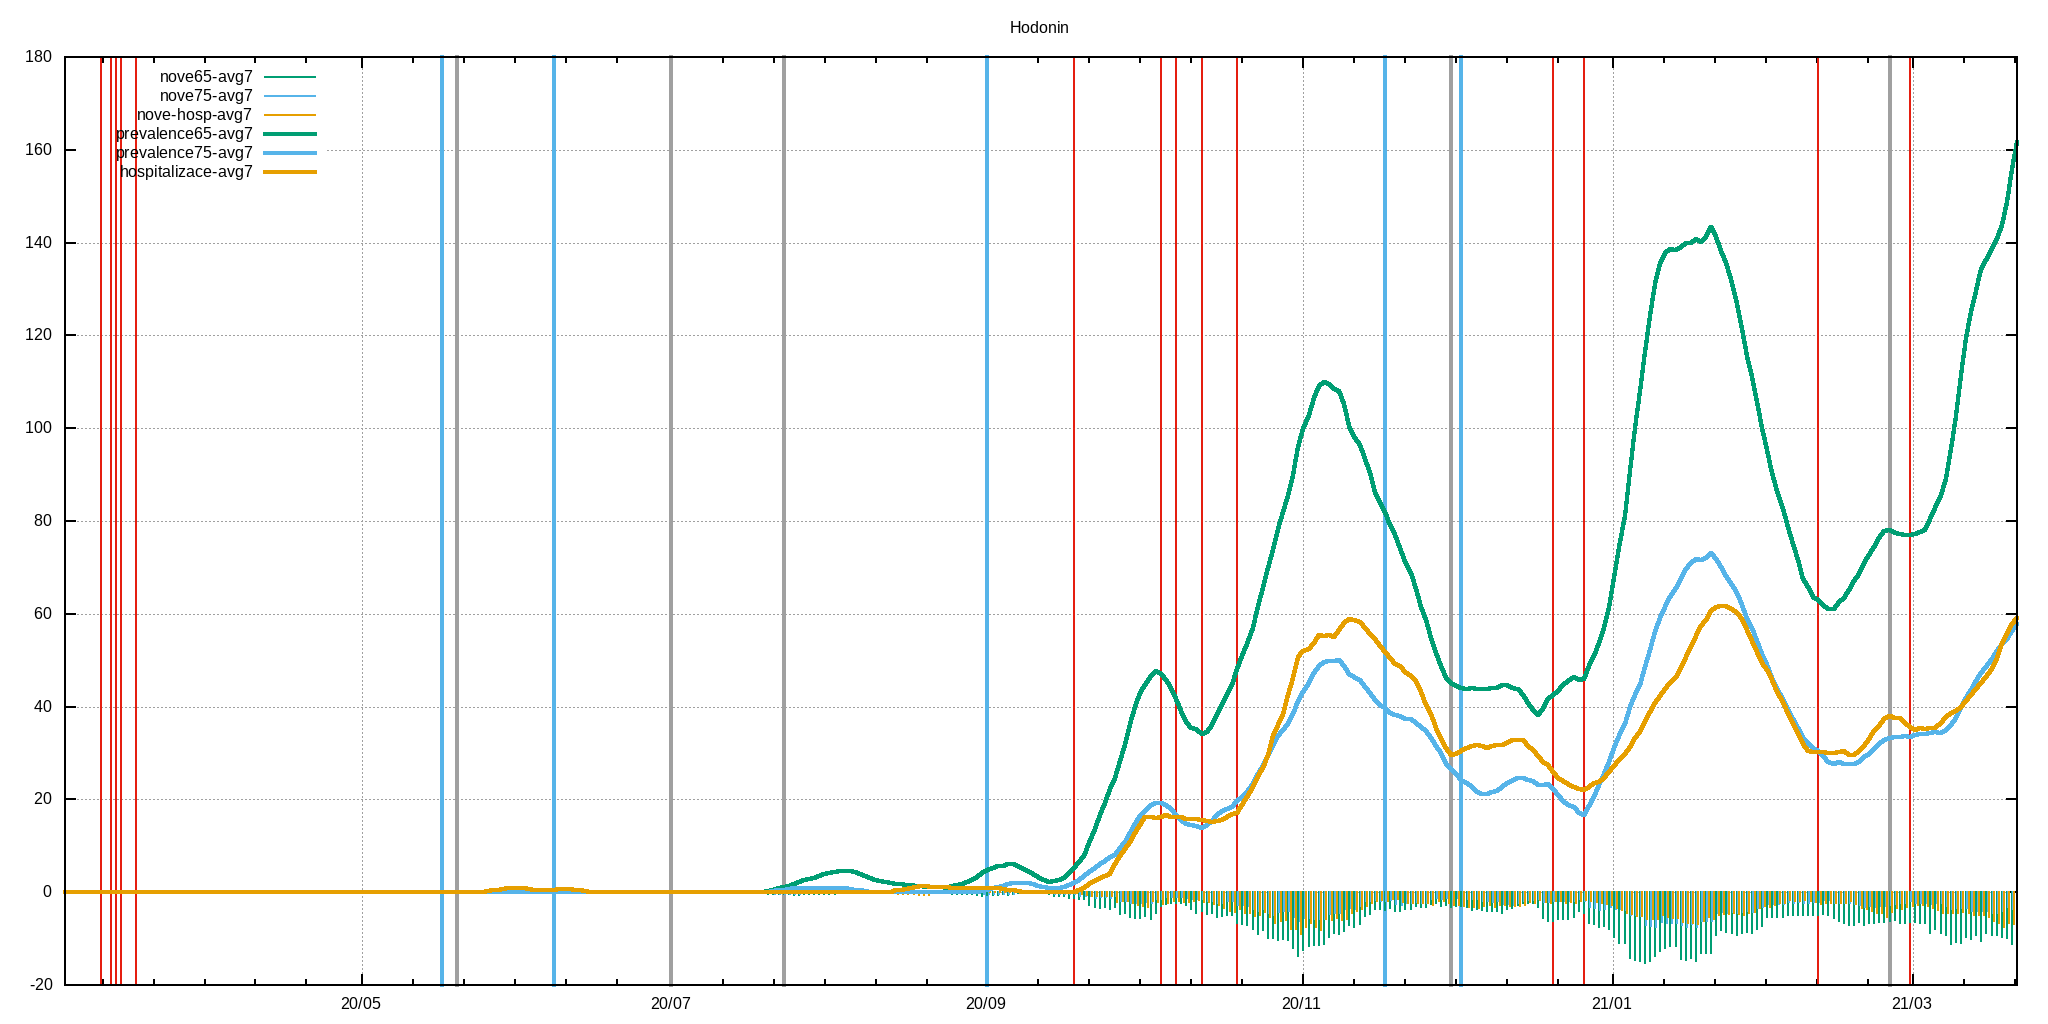 Hodonin
180
160
140
120
100
80
60
40
20
0
-20
nove65-avg7
nove75-avg7
nove-hosp-avg7
prevalence65-avg7
prevalence75-avg7
hospitalizace-avg7
20/05 20/07 20/09 20/11 21/01 21/03